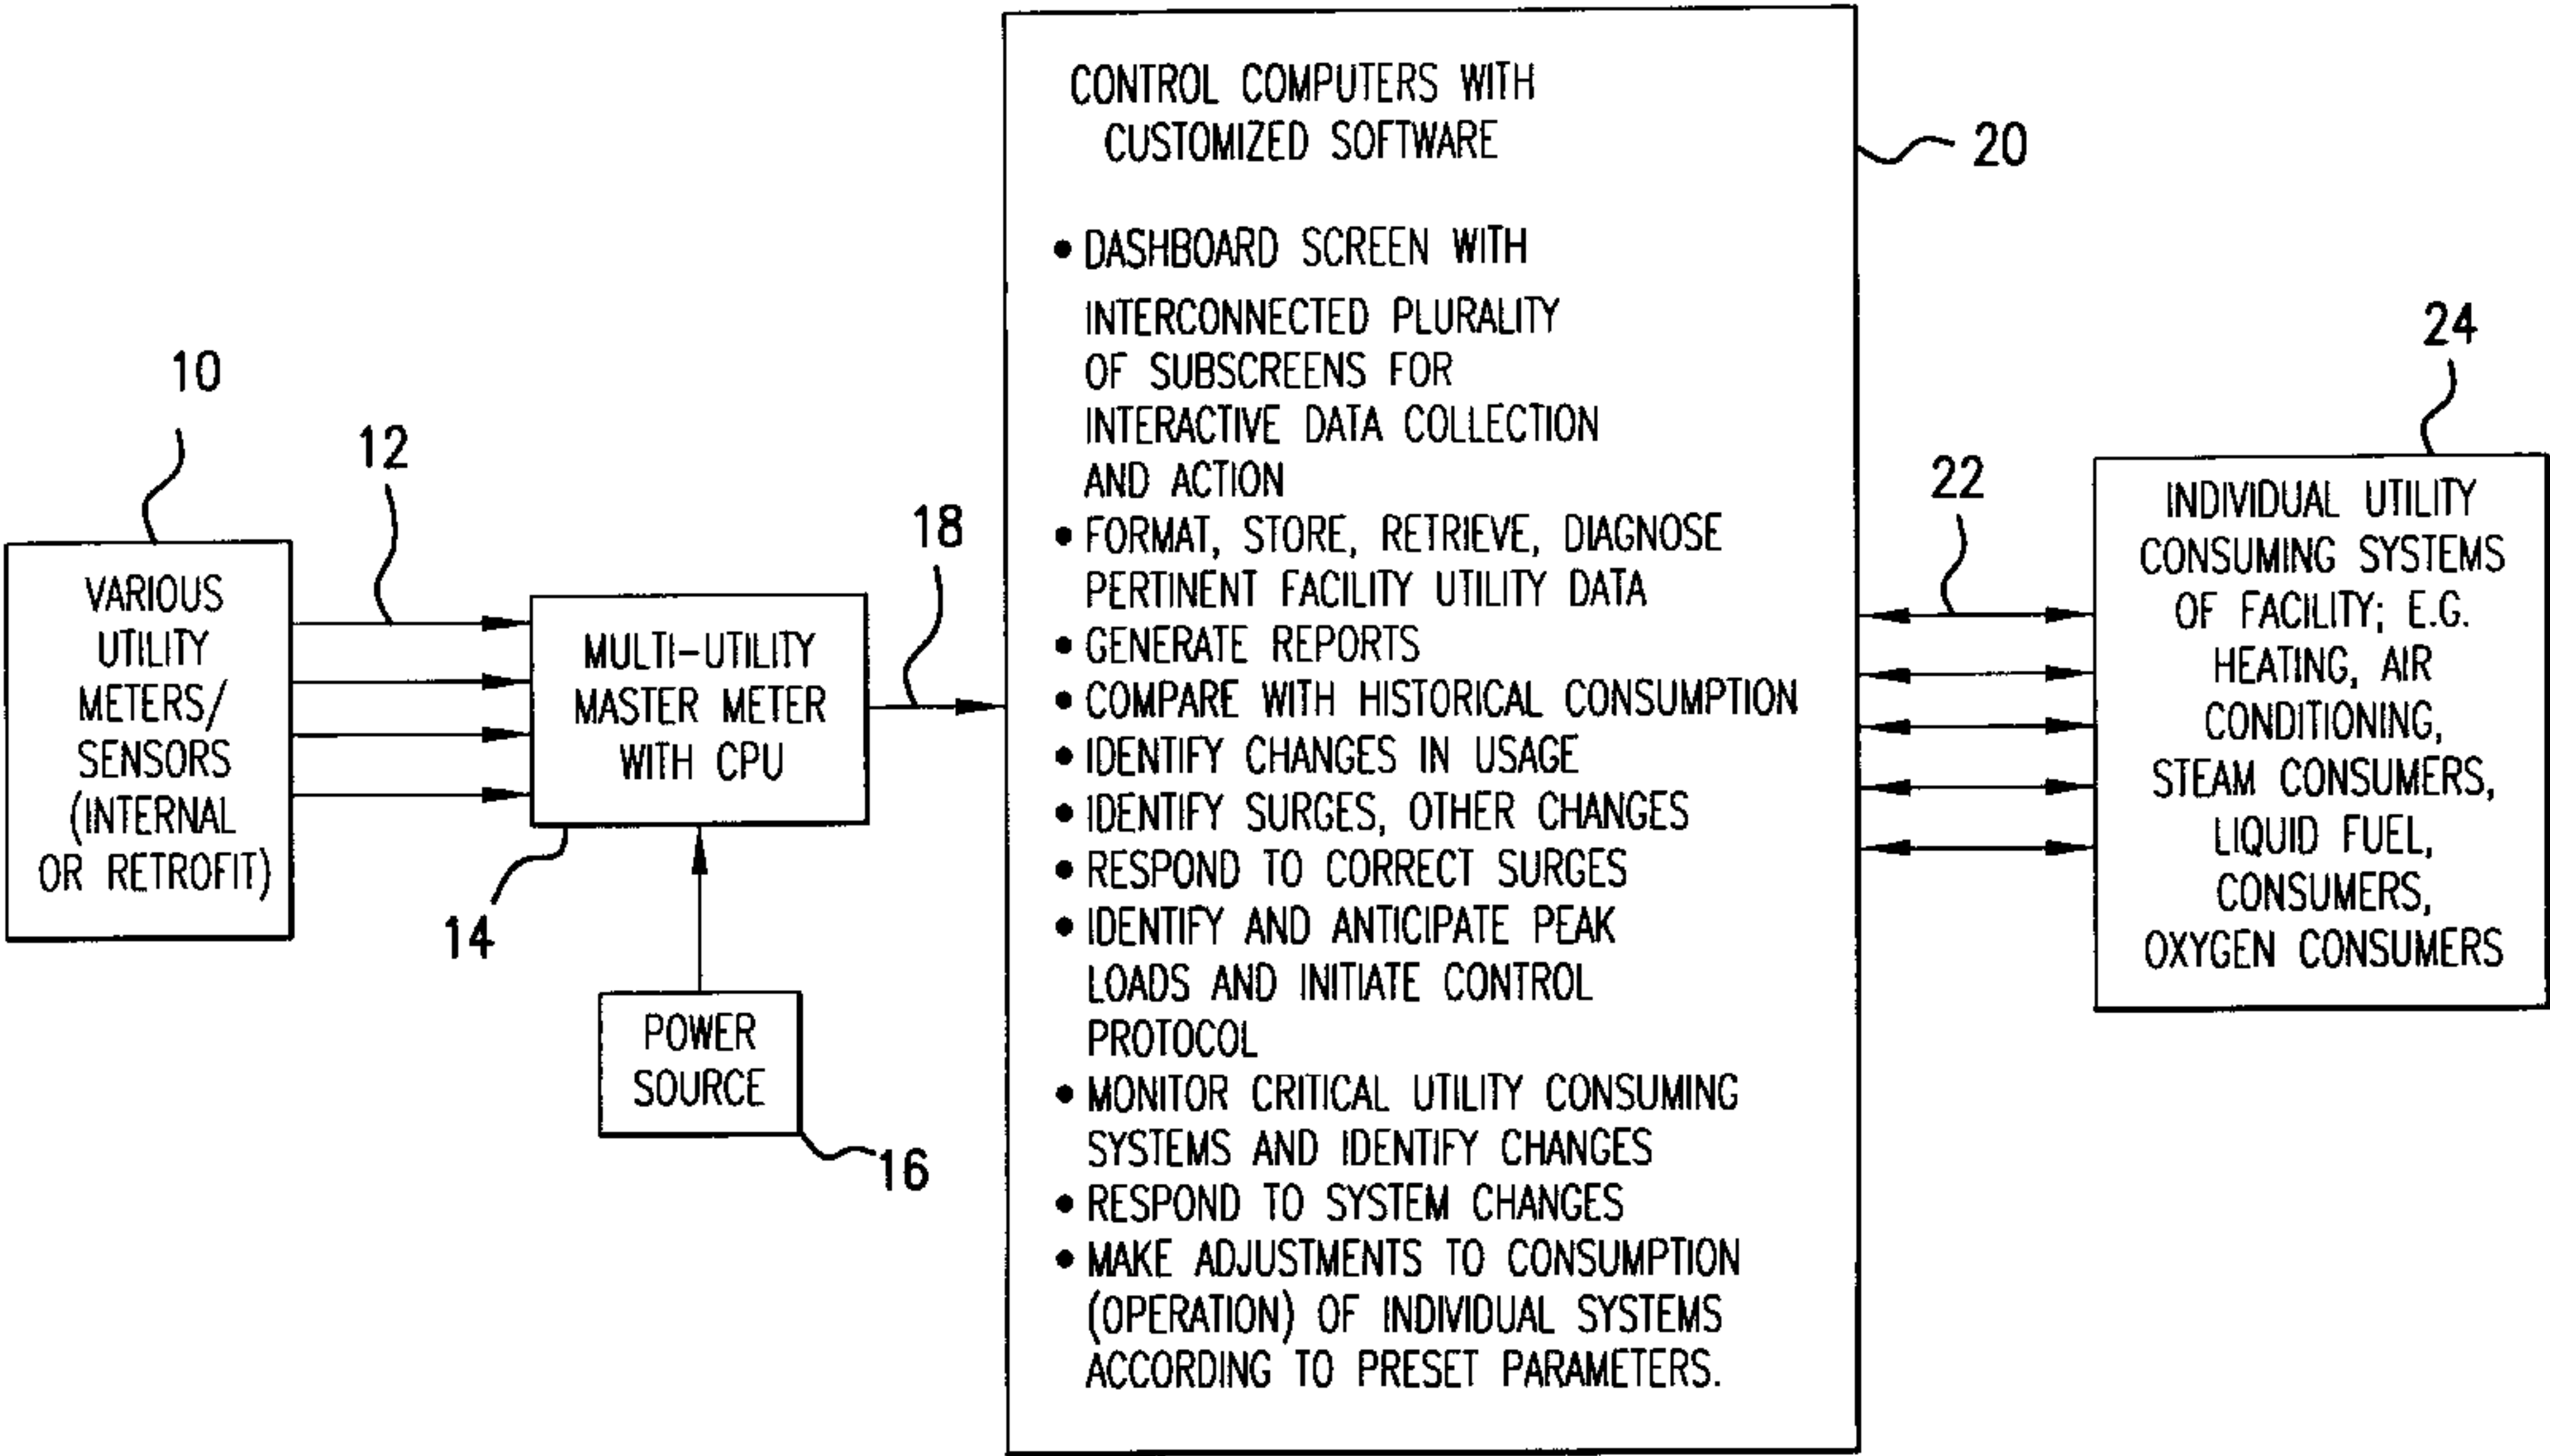 10
VARIOUS
UTILITY
METERS/
SENSORS
(INTERNAL
OR RETROFIT)
12
MULTI-UTILITY
MASTER METER
WITH CPU
14
POWER
SOURCE
16
18
CONTROL COMPUTERS WITH
CUSTOMIZED SOFTWARE
• DASHBOARD SCREEN WITH
INTERCONNECTED PLURALITY
OF SUBSCREENS FOR
INTERACTIVE DATA COLLECTION
AND ACTION
• FORMAT, STORE, RETRIEVE, DIAGNOSE
PERTINENT FACILITY UTILITY DATA
• GENERATE REPORTS
• COMPARE WITH HISTORICAL CONSUMPTION
• IDENTIFY CHANGES IN USAGE
• IDENTIFY SURGES, OTHER CHANGES
• RESPOND TO CORRECT SURGES
• IDENTIFY AND ANTICIPATE PEAK
LOADS AND INITIATE CONTROL
PROTOCOL
• MONITOR CRITICAL UTILITY CONSUMING
SYSTEMS AND IDENTIFY CHANGES
• RESPOND TO SYSTEM CHANGES
• MAKE ADJUSTMENTS TO CONSUMPTION
(OPERATION) OF INDIVIDUAL SYSTEMS
ACCORDING TO PRESET PARAMETERS.
20
22
24
INDIVIDUAL UTILITY
CONSUMING SYSTEMS
OF FACILITY; E.G.
HEATING, AIR
CONDITIONING,
STEAM CONSUMERS,
LIQUID FUEL,
CONSUMERS,
OXYGEN CONSUMERS